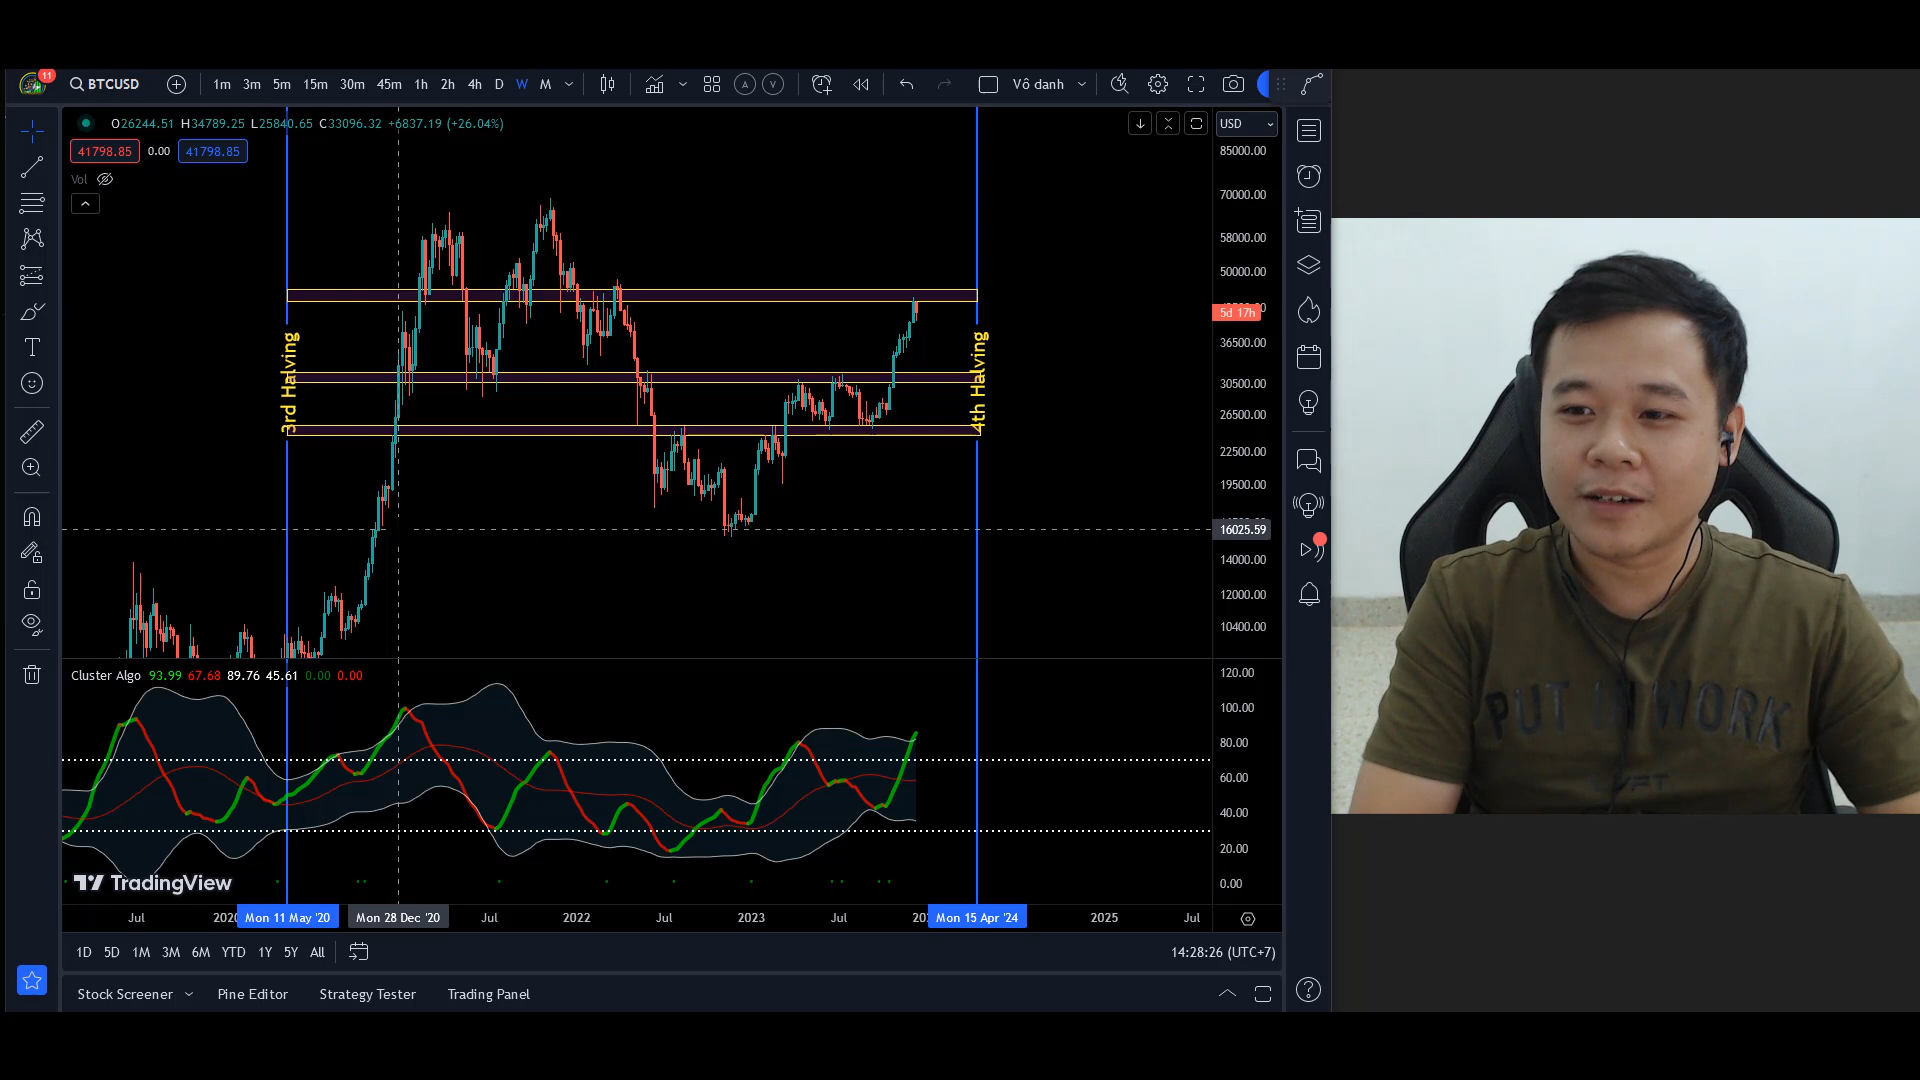 11 BTCUSD 1m 3m 5m 15m 30m 45m 1h 2h 4h D W M A V Vô danh
O26244.51 H34789.25 L25840.65 C33096.32 +6837.19 (+26.04%) USD
41798.85 0.00 41798.85
Vol
85000.00
70000.00
58000.00
50000.00
5d 17h
36500.00
30500.00
26500.00
22500.00
19500.00
16025.59
14000.00
12000.00
10400.00
3rd Halving
4th Halving
Cluster Algo 93.99 67.68 89.76 45.61 0.00 0.00
120.00
100.00
80.00
60.00
40.00
20.00
0.00
TradingView
Jul 2020 Mon 11 May '20 Mon 28 Dec '20 Jul 2022 Jul 2023 Jul Mon 15 Apr '24 2025 Jul
1D 5D 1M 3M 6M YTD 1Y 5Y All 14:28:26 (UTC+7)
Stock Screener Pine Editor Strategy Tester Trading Panel
PUT IN WORK